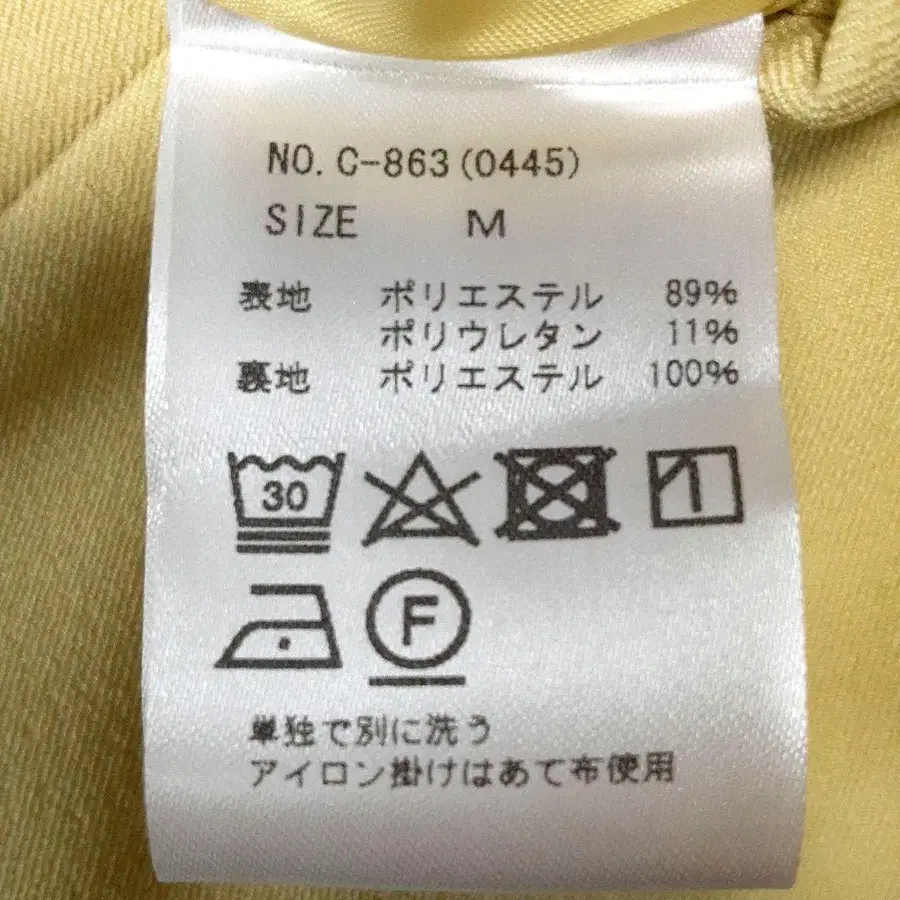 NO. C-863(0445)
SIZE M
表地 ポリエステル 89%
ポリウレタン 11%
裏地 ポリエステル 100%
30
F
単独で別に洗う
アイロン掛けはあて布使用